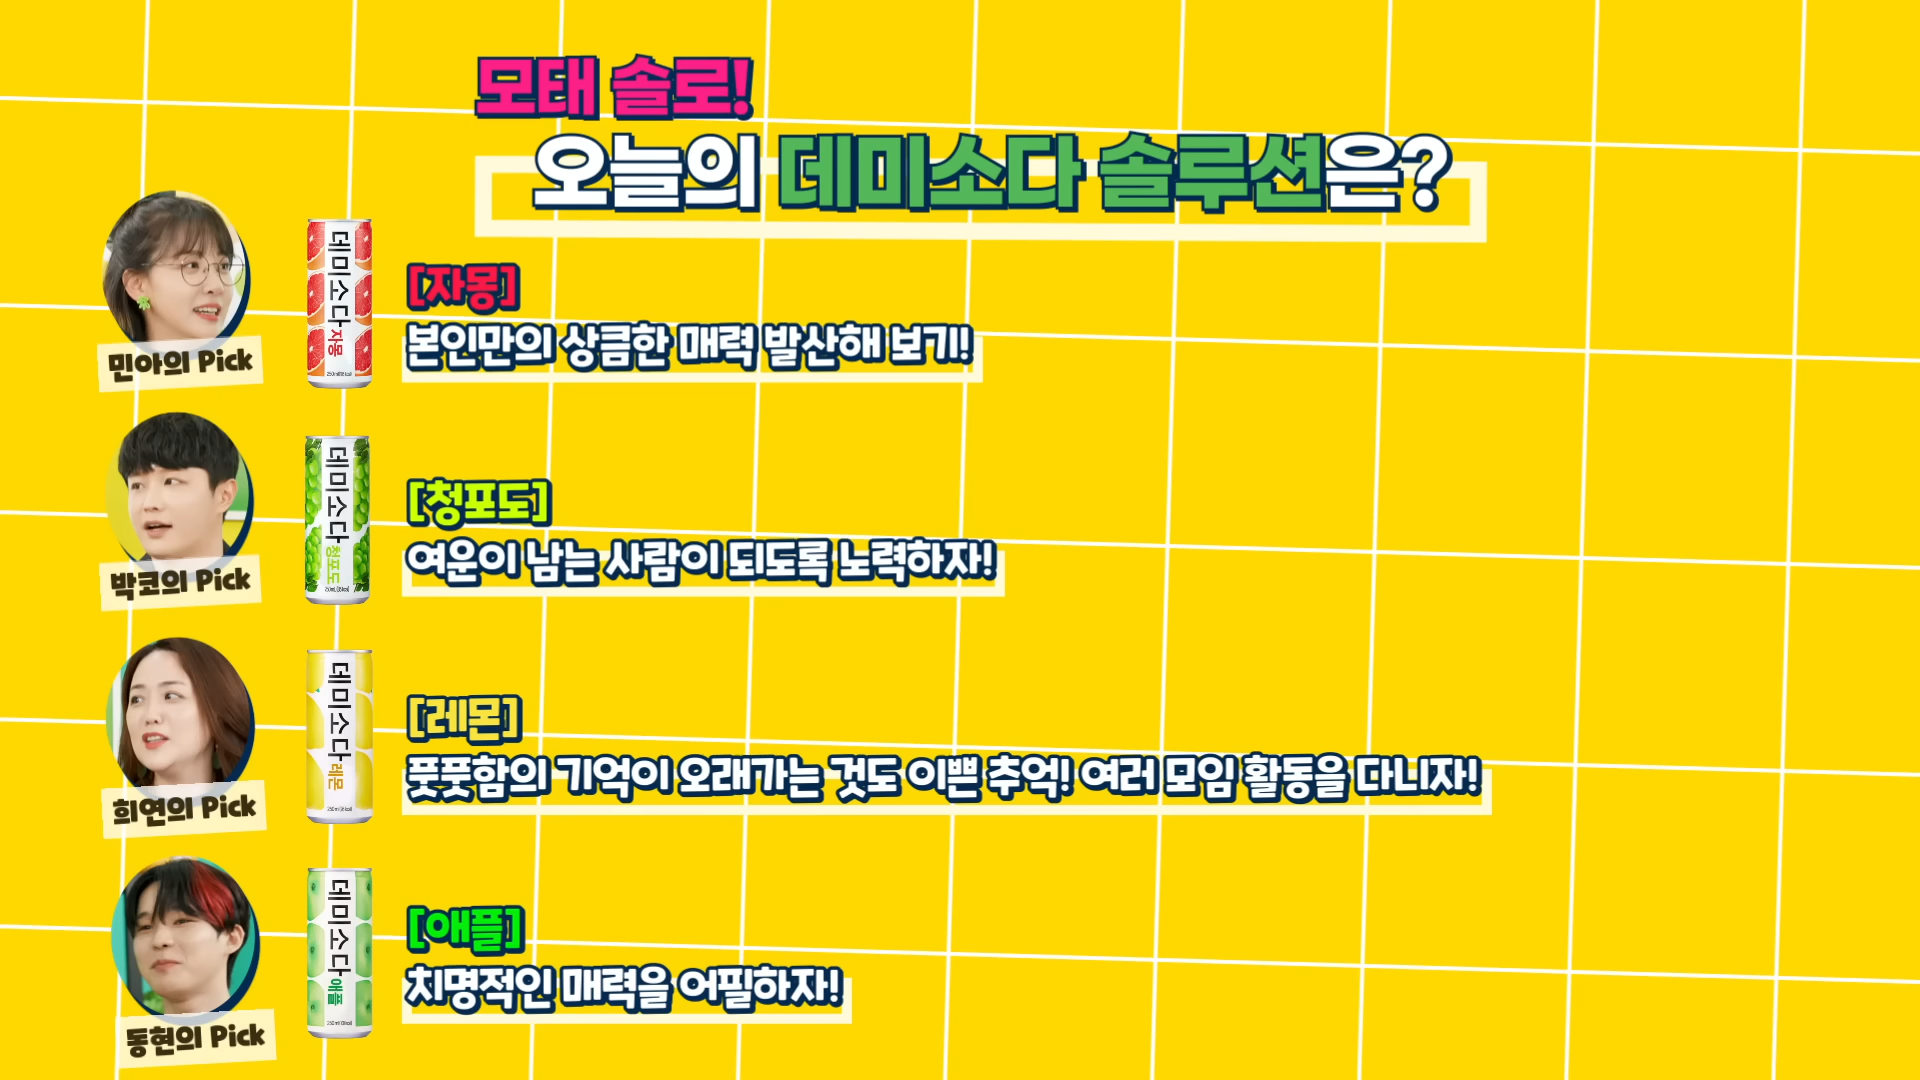 모태 솔로!
오늘의 데미소다 솔루션은?
데미소다 자몽
[자몽]
본인만의 상큼한 매력 발산해 보기!
민아의 Pick
데미소다 청포도
[청포도]
여운이 남는 사람이 되도록 노력하자!
박코의 Pick
데미소다 레몬
[레몬]
풋풋함의 기억이 오래가는 것도 이쁜 추억! 여러 모임 활동을 다니자!
희연의 Pick
데미소다 애플
[애플]
치명적인 매력을 어필하자!
동현의 Pick